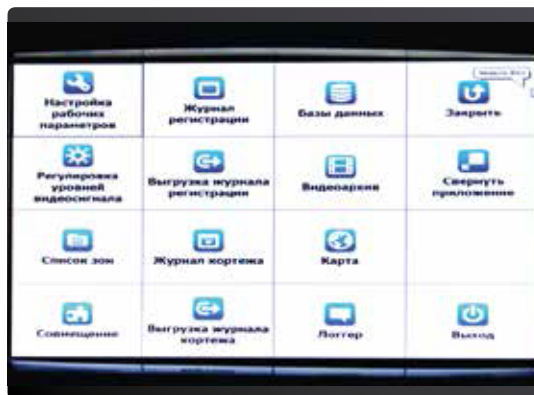 Настройка
рабочих
параметров
Журнал
регистрации
Базы данных
Закрыть
Регулировка
уровней
видеосигнала
Выгрузка журнала
регистрации
Видеоархив
Свернуть
приложение
Список зон
Журнал кортежа
Карта
Совмещение
Выгрузка журнала
кортежа
Логгер
Выход